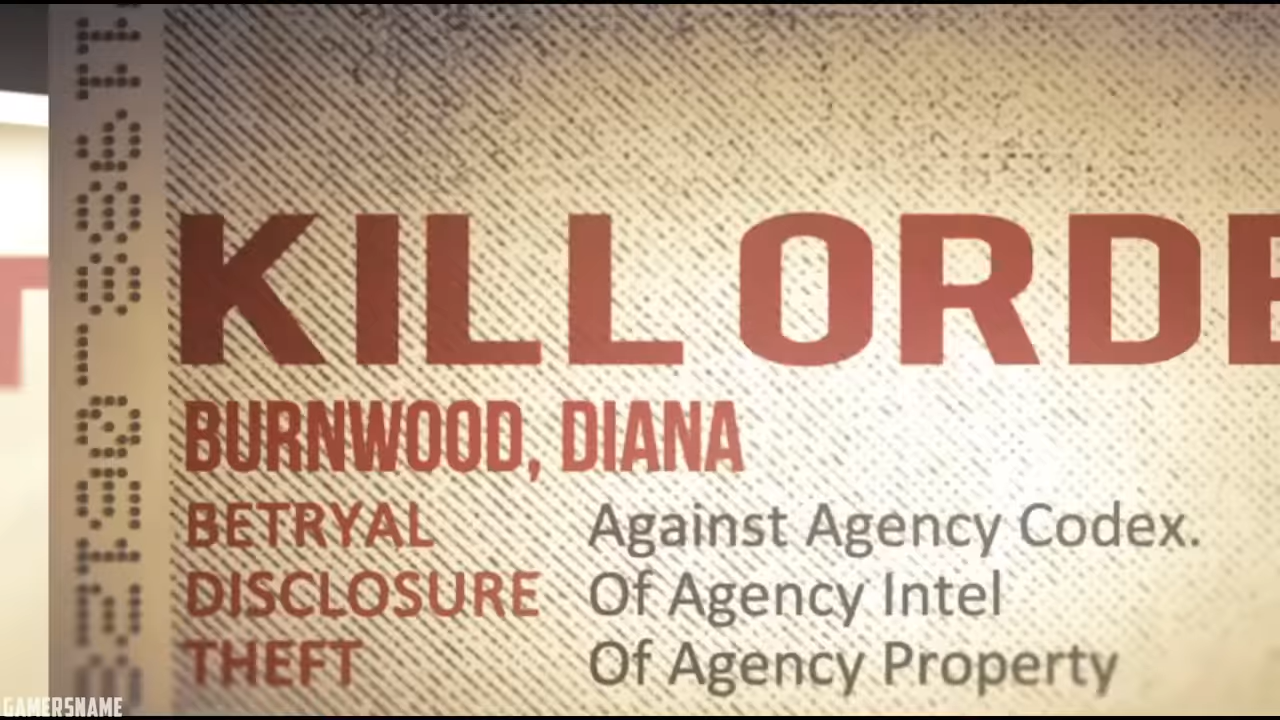 KILL ORDE
BURNWOOD, DIANA
BETRYAL Against Agency Codex.
DISCLOSURE Of Agency Intel
THEFT Of Agency Property
GAMERSNAME